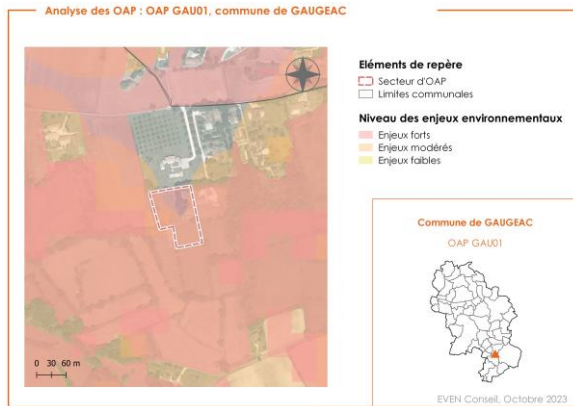 Analyse des OAP : OAP GAU01, commune de GAUGEAC
Eléments de repère
Secteur d'OAP
Limites communales
Niveau des enjeux environnementaux
Enjeux forts
Enjeux modérés
Enjeux faibles
Commune de GAUGEAC
OAP GAU01
0 30 60 m
EVEN Conseil, Octobre 2023